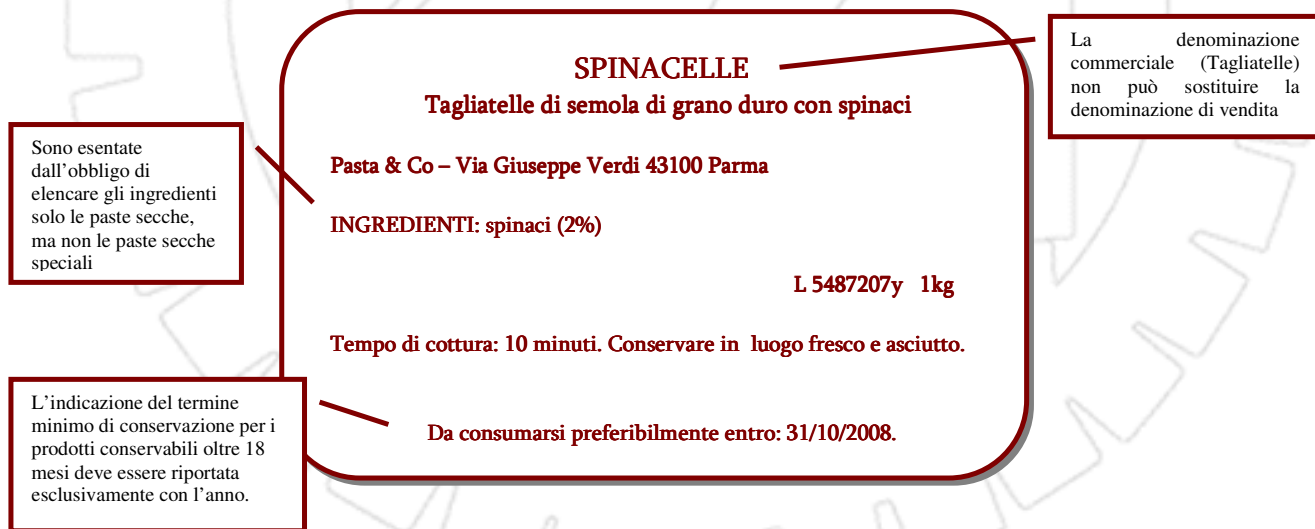 SPINACELLE
Tagliatelle di semola di grano duro con spinaci
Pasta & Co – Via Giuseppe Verdi 43100 Parma
INGREDIENTI: spinaci (2%)
L 5487207y 1kg
Tempo di cottura: 10 minuti. Conservare in luogo fresco e asciutto.
Da consumarsi preferibilmente entro: 31/10/2008.
La denominazione
commerciale (Tagliatelle)
non può sostituire la
denominazione di vendita
Sono esentate
dall’obbligo di
elencare gli ingredienti
solo le paste secche,
ma non le paste secche
speciali
L’indicazione del termine
minimo di conservazione per i
prodotti conservabili oltre 18
mesi deve essere riportata
esclusivamente con l’anno.